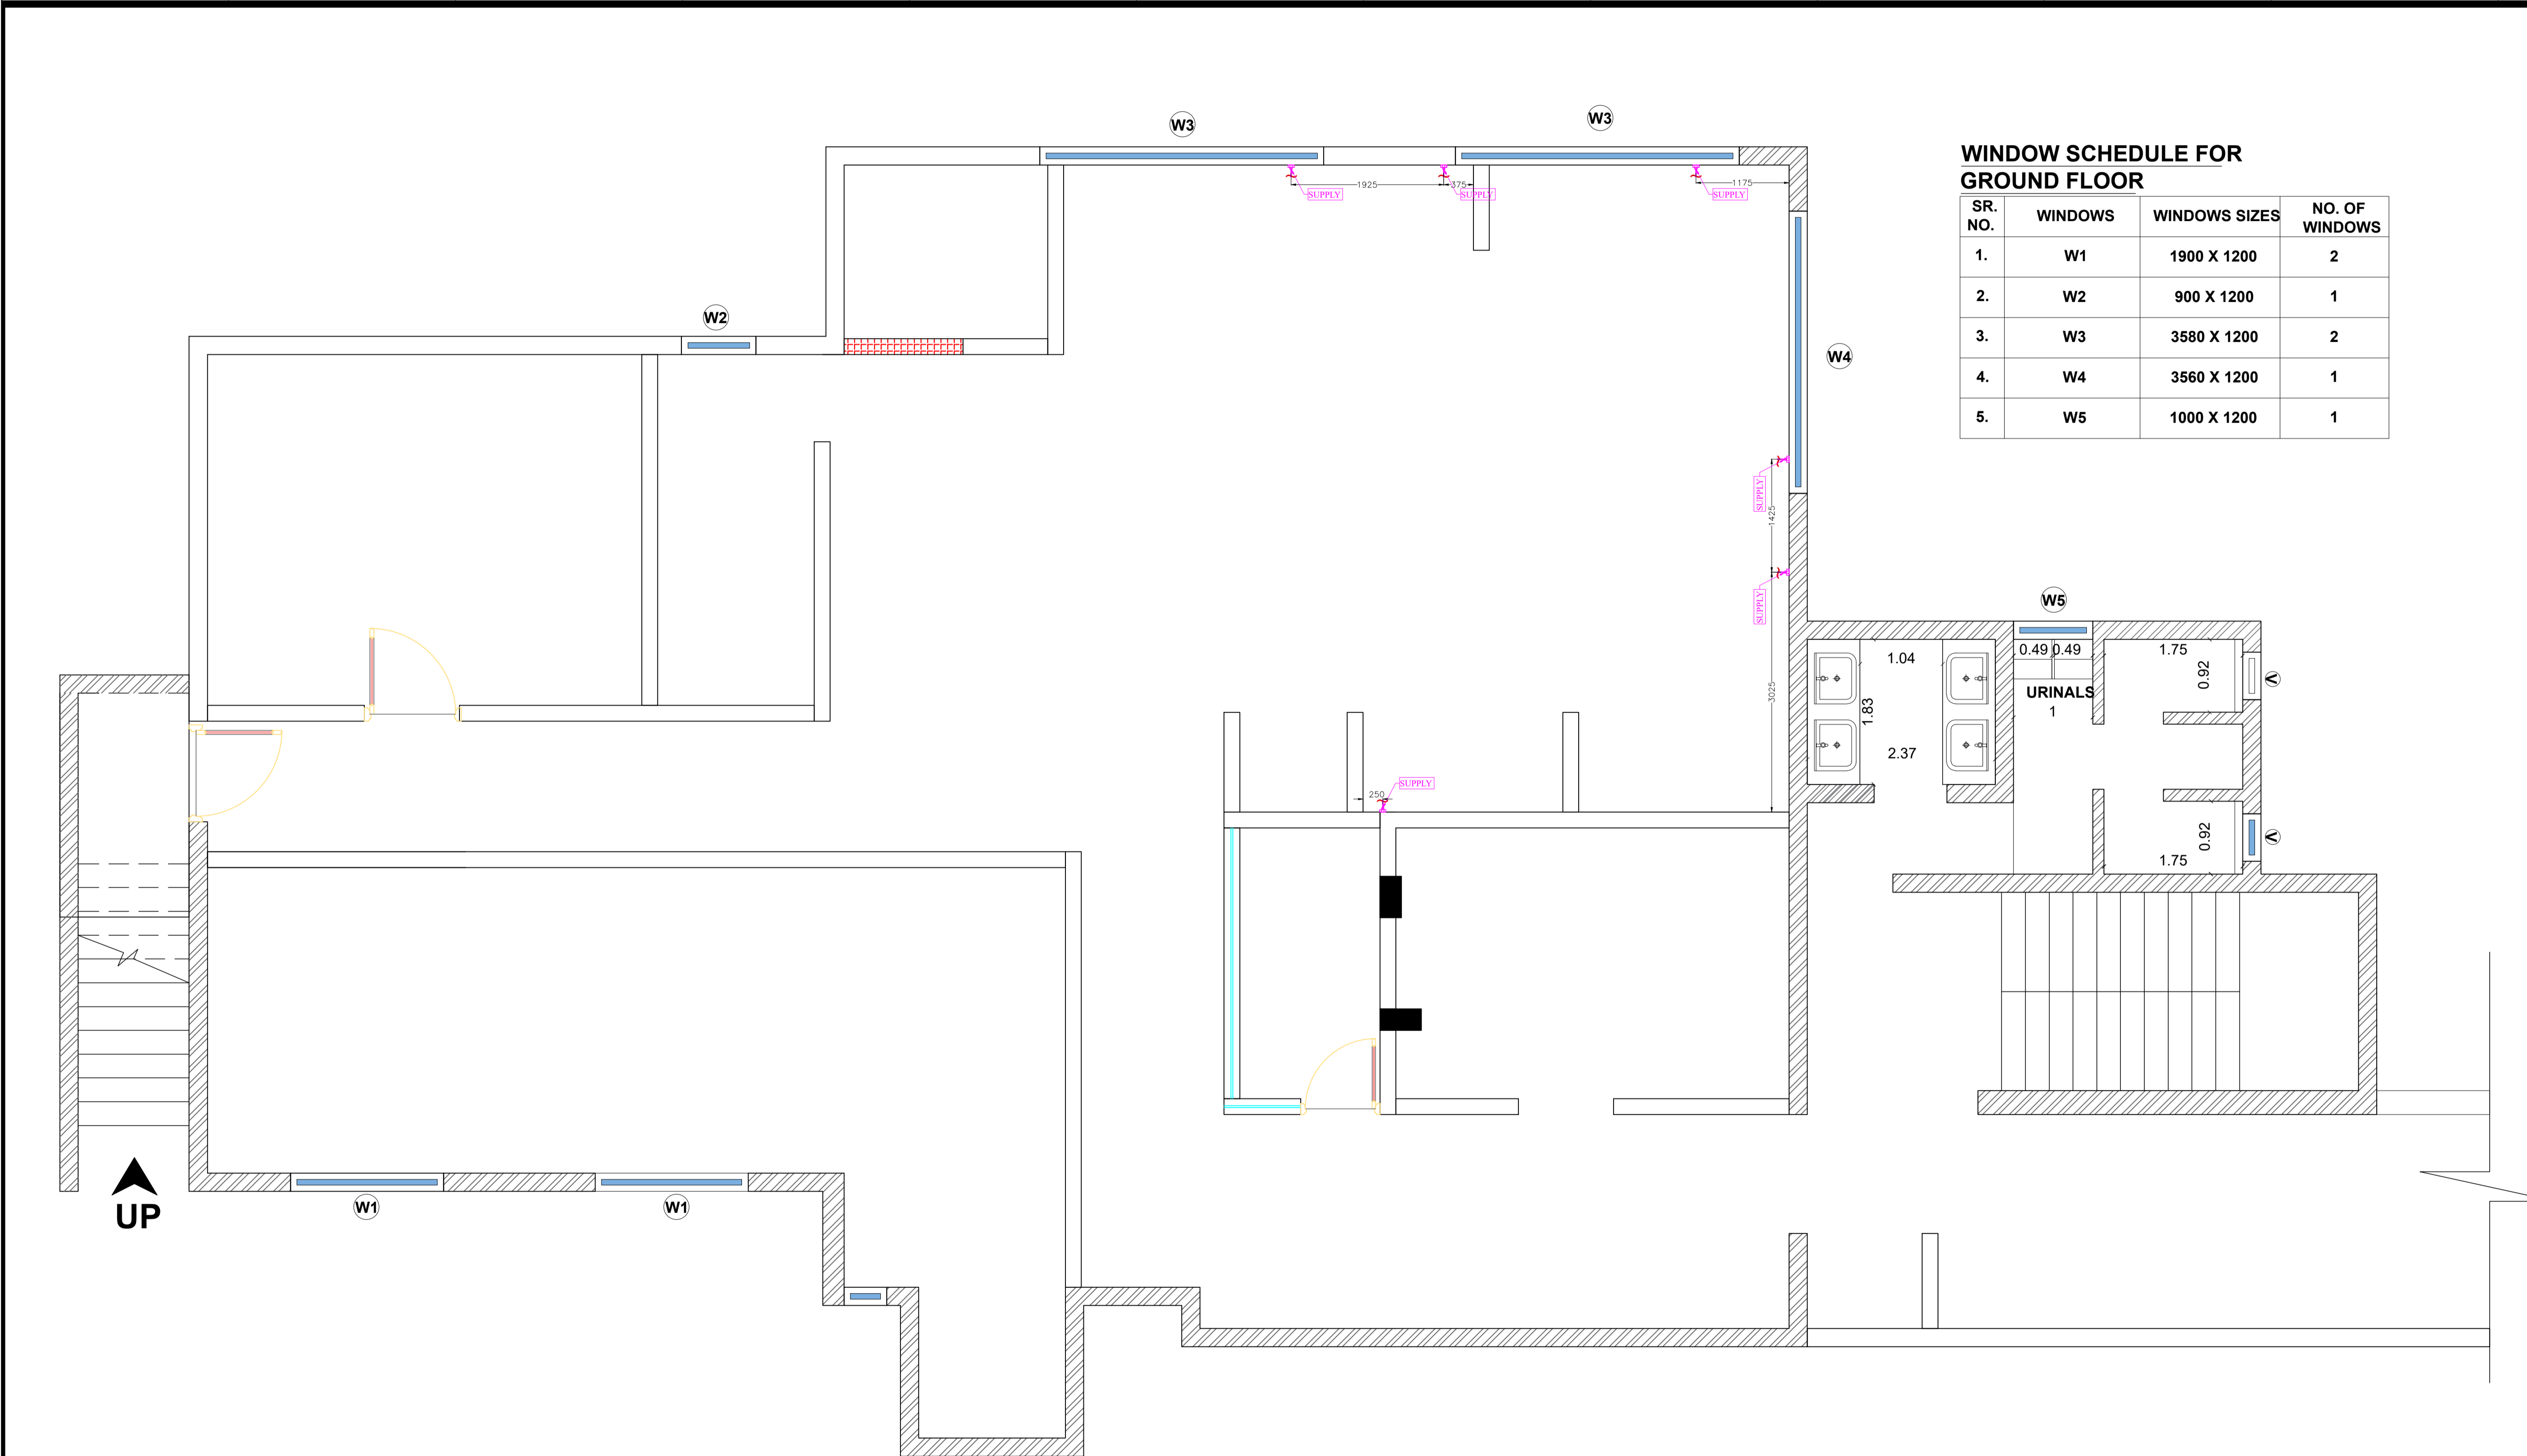 W3
W3
WINDOW SCHEDULE FOR
GROUND FLOOR
SR. NO. WINDOWS WINDOWS SIZES NO. OF WINDOWS
1. W1 1900 X 1200 2
2. W2 900 X 1200 1
3. W3 3580 X 1200 2
4. W4 3560 X 1200 1
5. W5 1000 X 1200 1
1925
375
1175
SUPPLY
SUPPLY
SUPPLY
W2
W4
SUPPLY
1425
SUPPLY
3025
W5
0.49 0.49
1.04
1.75
0.92
V
URINALS
1
1.83
2.37
SUPPLY
250
0.92
V
1.75
UP
W1
W1